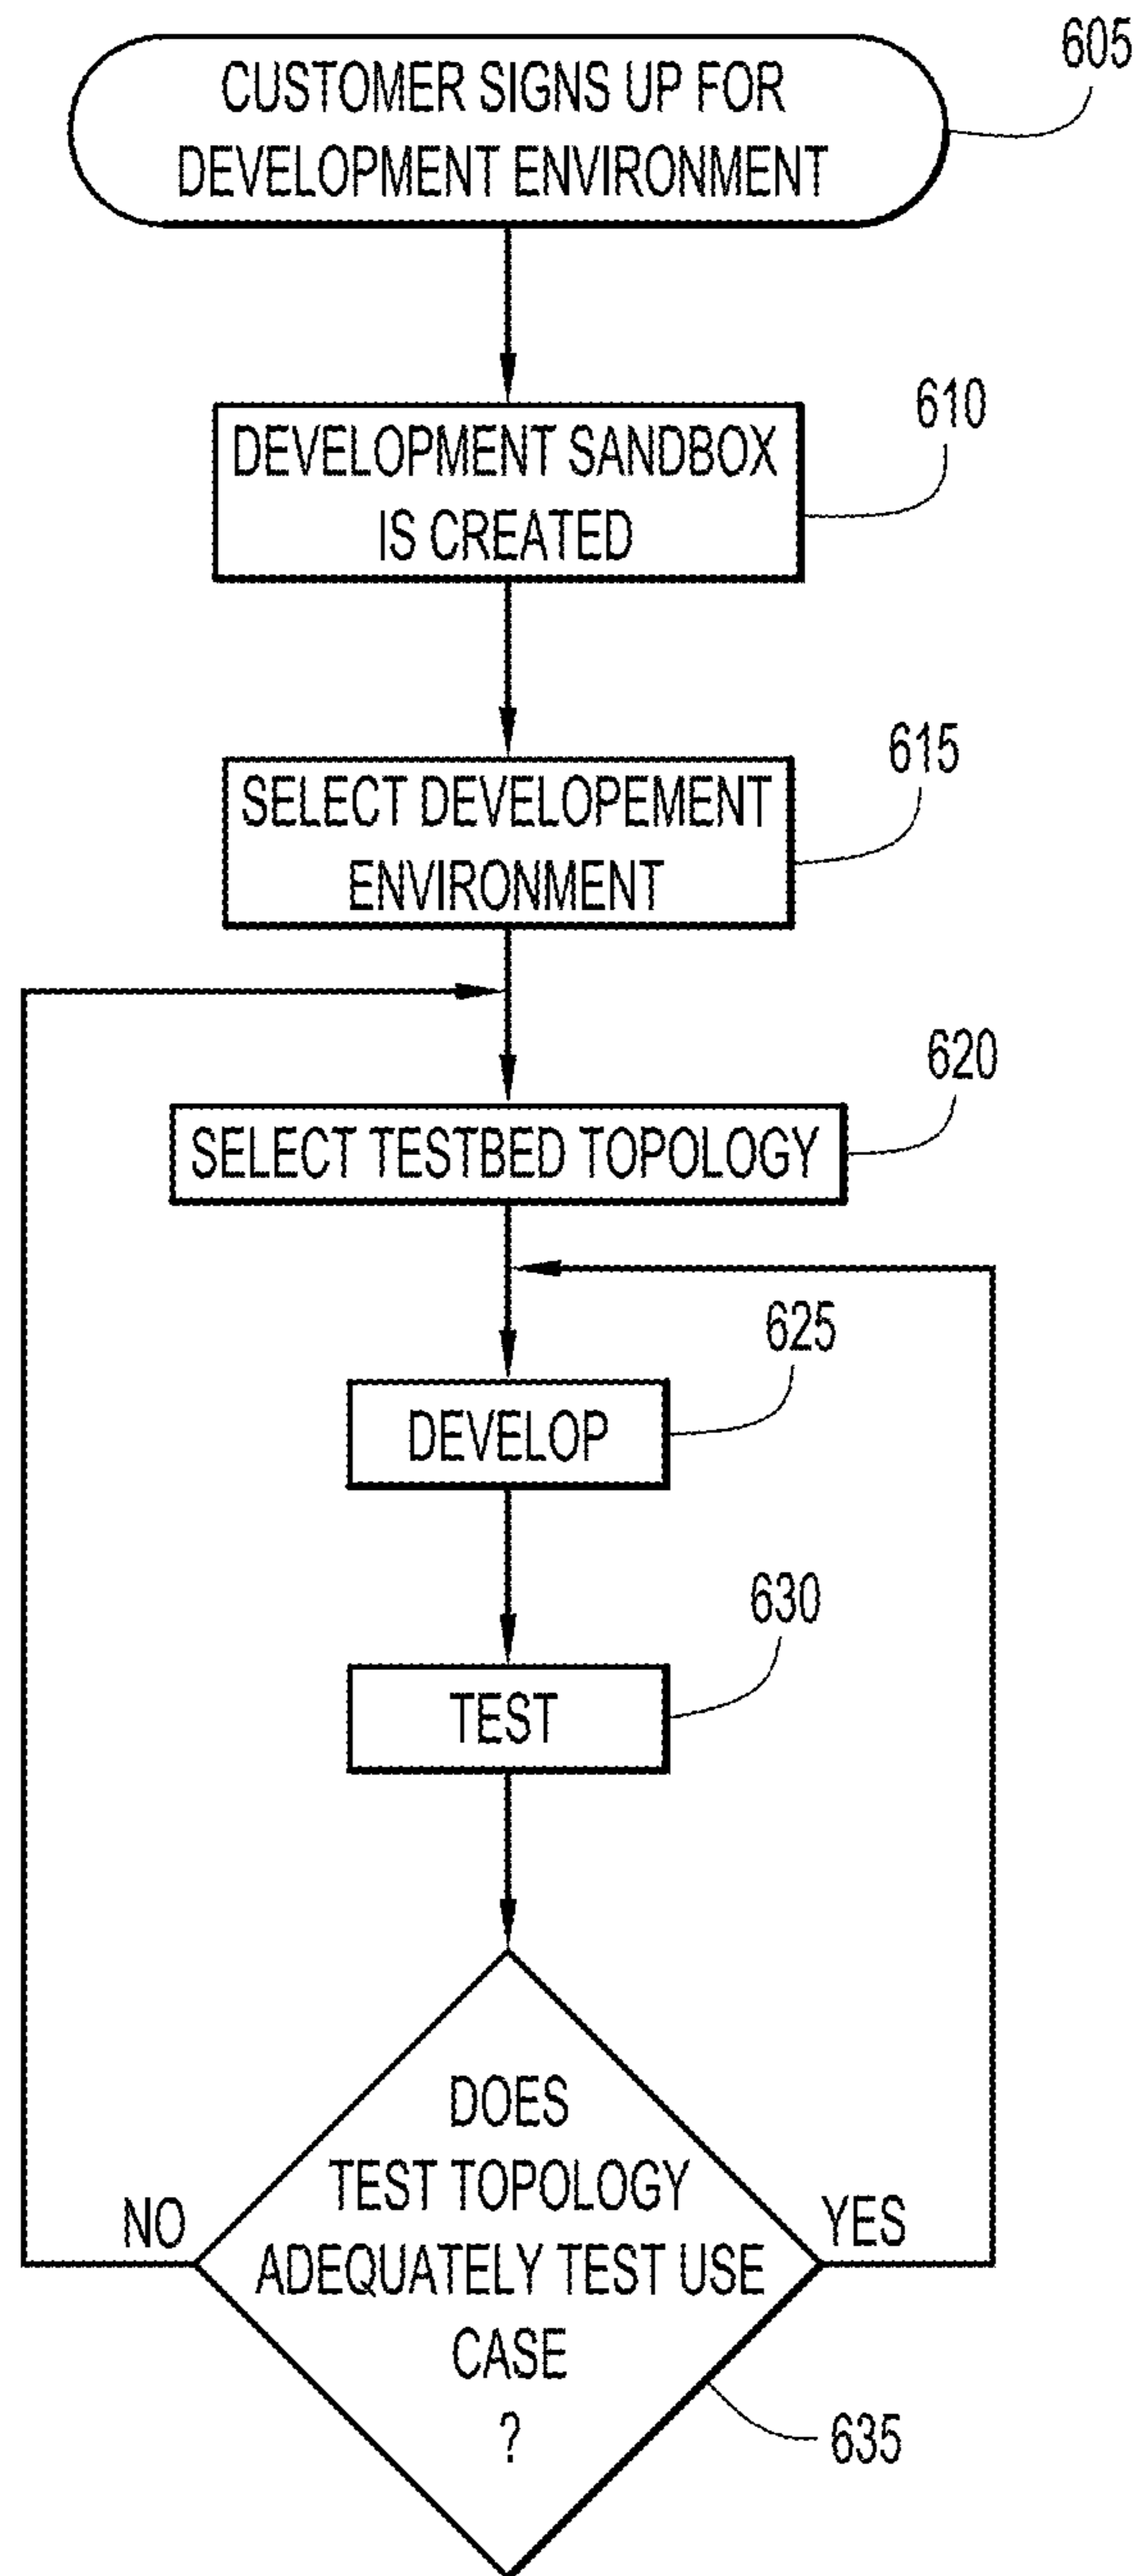 CUSTOMER SIGNS UP FOR
DEVELOPMENT ENVIRONMENT
605
DEVELOPMENT SANDBOX
IS CREATED
610
SELECT DEVELOPEMENT
ENVIRONMENT
615
SELECT TESTBED TOPOLOGY
620
DEVELOP
625
TEST
630
DOES
TEST TOPOLOGY
ADEQUATELY TEST USE
CASE
?
NO
YES
635